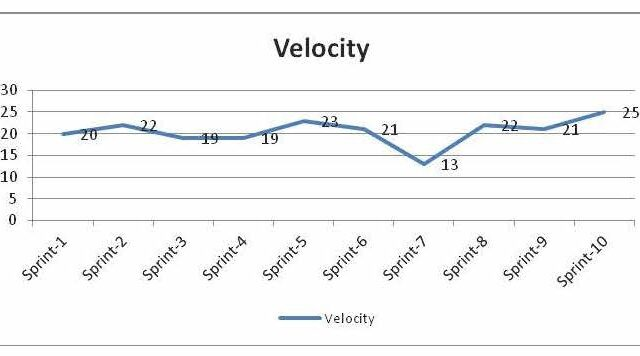 Velocity
30
25
20
15
10
5
0
20
22
19
19
23
21
13
22
21
25
Sprint-1
Sprint-2
Sprint-3
Sprint-4
Sprint-5
Sprint-6
Sprint-7
Sprint-8
Sprint-9
Sprint-10
Velocity